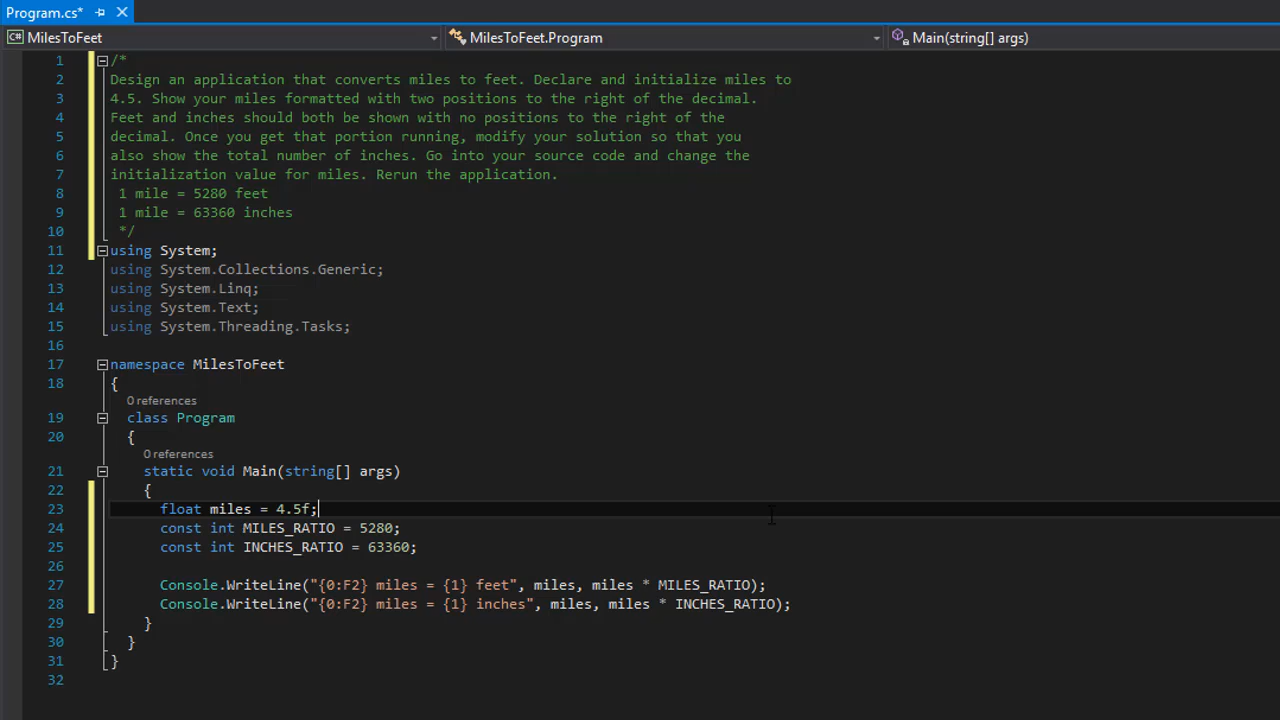 Program.cs*
C# MilesToFeet MilesToFeet.Program Main(string[] args)
1 /*
2 Design an application that converts miles to feet. Declare and initialize miles to
3 4.5. Show your miles formatted with two positions to the right of the decimal.
4 Feet and inches should both be shown with no positions to the right of the
5 decimal. Once you get that portion running, modify your solution so that you
6 also show the total number of inches. Go into your source code and change the
7 initialization value for miles. Rerun the application.
8 1 mile = 5280 feet
9 1 mile = 63360 inches
10 */
11 using System;
12 using System.Collections.Generic;
13 using System.Linq;
14 using System.Text;
15 using System.Threading.Tasks;
16
17 namespace MilesToFeet
18 {
0 references
19 class Program
20 {
0 references
21 static void Main(string[] args)
22 {
23 float miles = 4.5f;
24 const int MILES_RATIO = 5280;
25 const int INCHES_RATIO = 63360;
26
27 Console.WriteLine("{0:F2} miles = {1} feet", miles, miles * MILES_RATIO);
28 Console.WriteLine("{0:F2} miles = {1} inches", miles, miles * INCHES_RATIO);
29 }
30 }
31 }
32